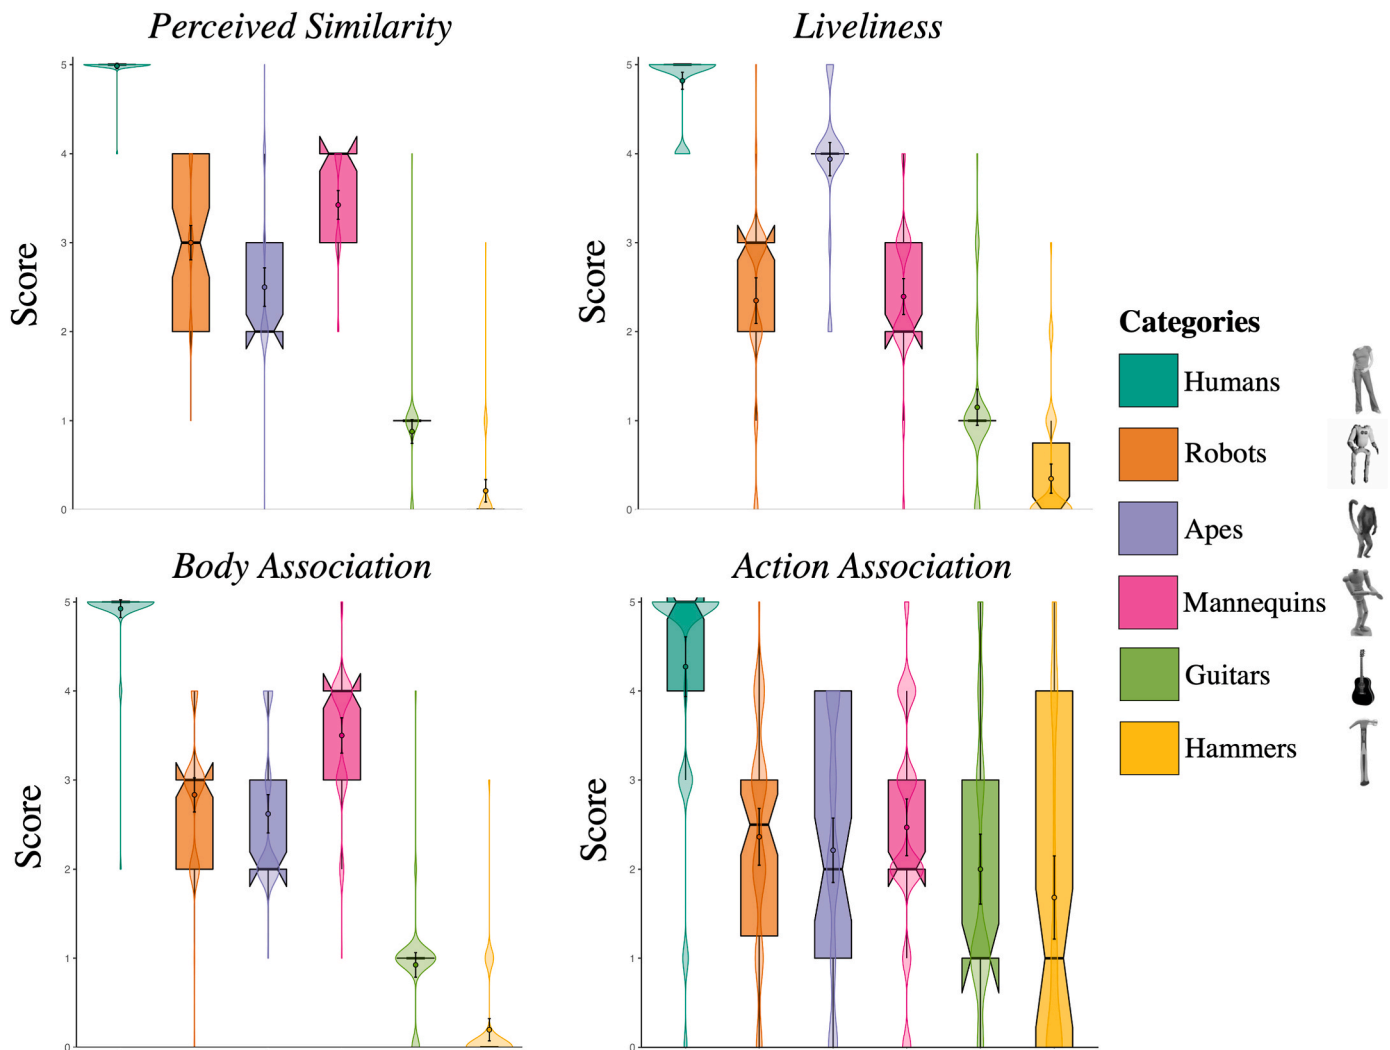 Perceived Similarity
Score
5
4
3
2
1
0
Liveliness
Score
5
4
3
2
1
0
Body Association
Score
5
4
3
2
1
0
Action Association
Score
5
4
3
2
1
0
Categories
Humans
Robots
Apes
Mannequins
Guitars
Hammers